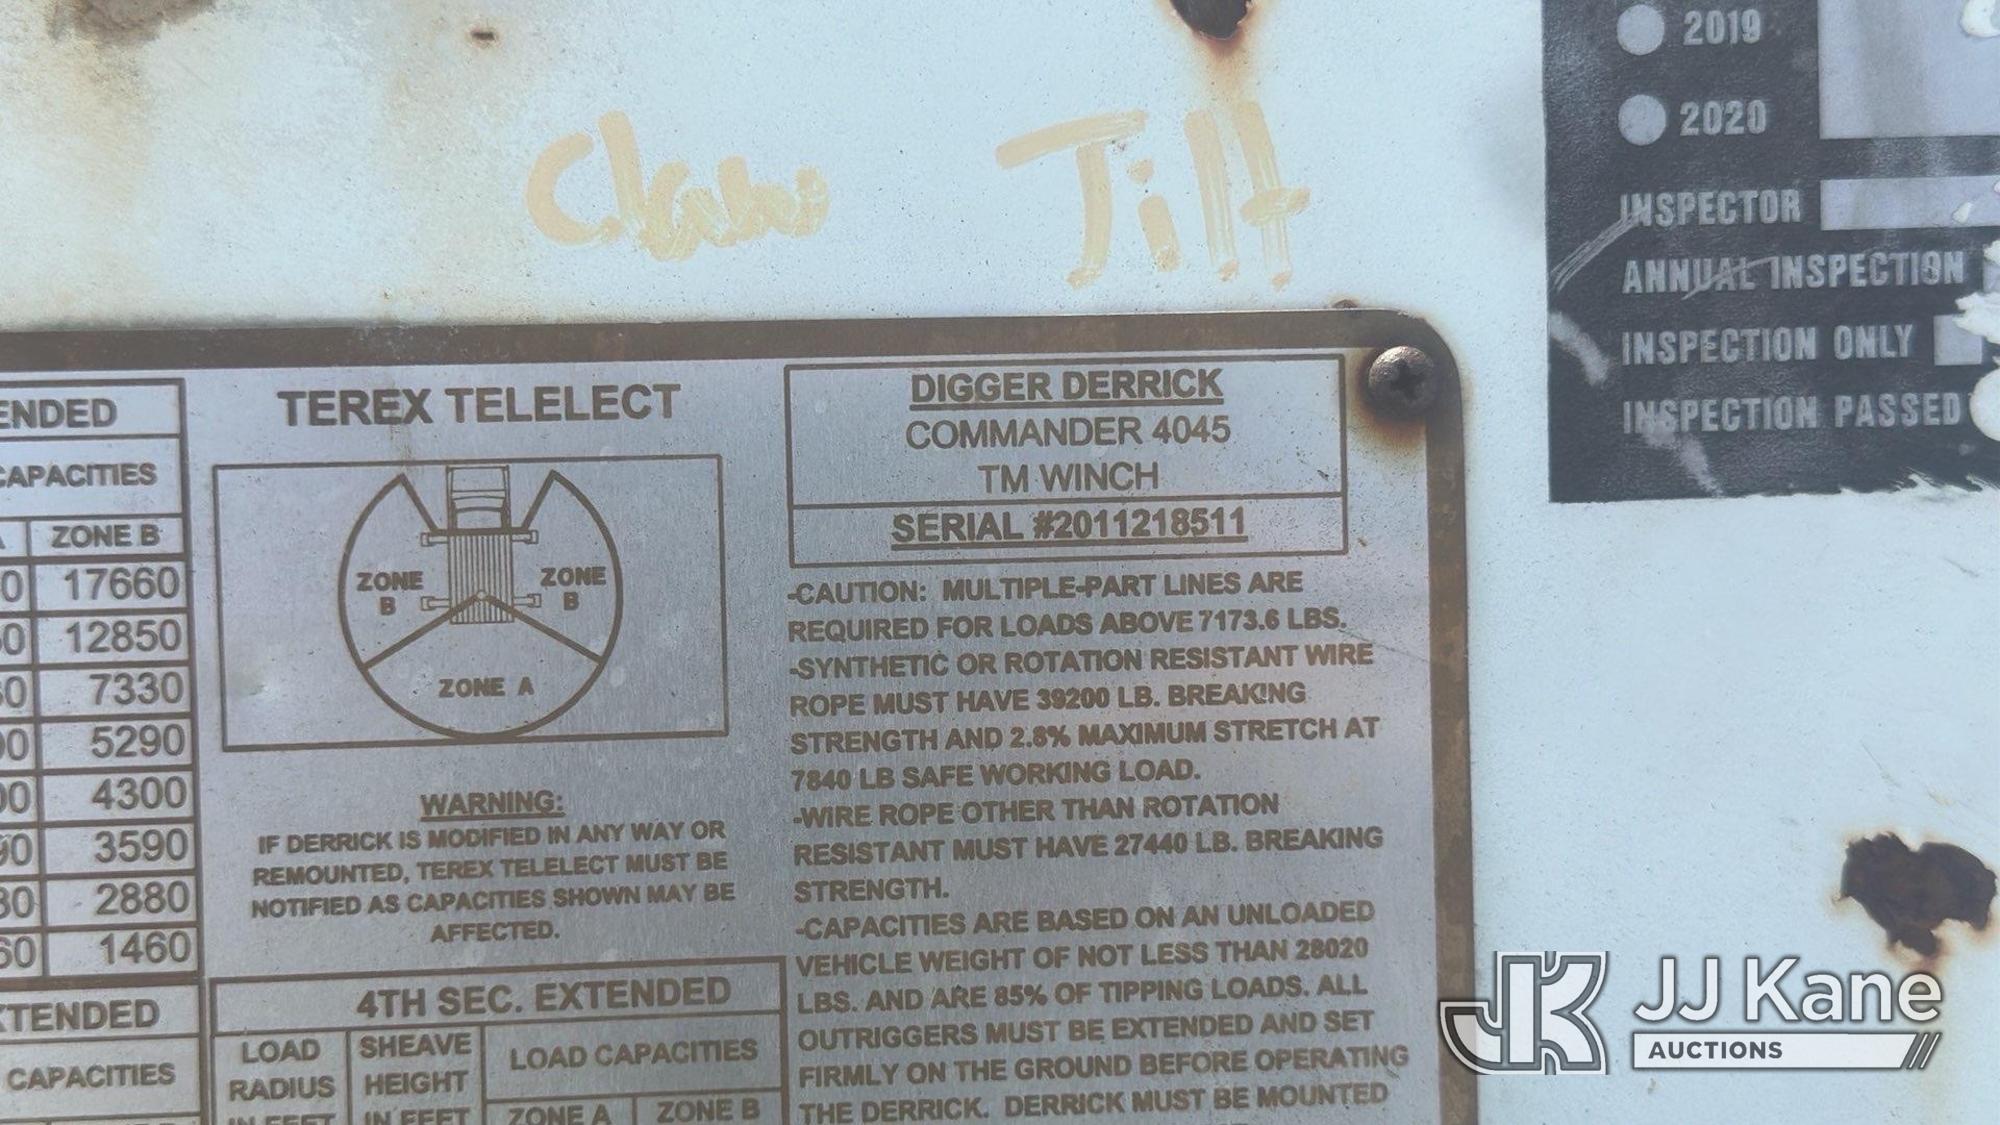 Claw Tilt
2019
2020
INSPECTOR
ANNUAL INSPECTION
INSPECTION ONLY
INSPECTION PASSED
ENDED
CAPACITIES
ZONE B
17660
12850
7330
5290
4300
3590
2880
1460
TENDED
CAPACITIES
TEREX TELELECT
ZONE B
ZONE B
ZONE A
WARNING:
IF DERRICK IS MODIFIED IN ANY WAY OR
REMOUNTED, TEREX TELELECT MUST BE
NOTIFIED AS CAPACITIES SHOWN MAY BE
AFFECTED.
4TH SEC. EXTENDED
LOAD RADIUS IN FEET
SHEAVE HEIGHT IN FEET
LOAD CAPACITIES
ZONE A
ZONE B
DIGGER DERRICK
COMMANDER 4045
TM WINCH
SERIAL #2011218511
-CAUTION: MULTIPLE-PART LINES ARE
REQUIRED FOR LOADS ABOVE 7173.6 LBS.
-SYNTHETIC OR ROTATION RESISTANT WIRE
ROPE MUST HAVE 39200 LB. BREAKING
STRENGTH AND 2.8% MAXIMUM STRETCH AT
7840 LB SAFE WORKING LOAD.
-WIRE ROPE OTHER THAN ROTATION
RESISTANT MUST HAVE 27440 LB. BREAKING
STRENGTH.
-CAPACITIES ARE BASED ON AN UNLOADED
VEHICLE WEIGHT OF NOT LESS THAN 28020
LBS. AND ARE 85% OF TIPPING LOADS. ALL
OUTRIGGERS MUST BE EXTENDED AND SET
FIRMLY ON THE GROUND BEFORE OPERATING
THE DERRICK. DERRICK MUST BE MOUNTED
JK JJ Kane
AUCTIONS